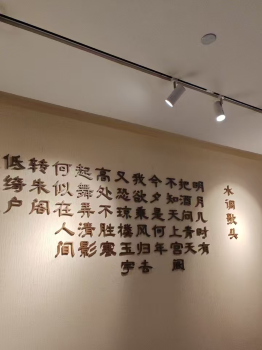 水调歌头
明月几时有
把酒问青天
不知天上宫阙
今夕是何年
我欲乘风归去
又恐琼楼玉宇
高处不胜寒
起舞弄清影
何似在人间
转朱阁
低绮户